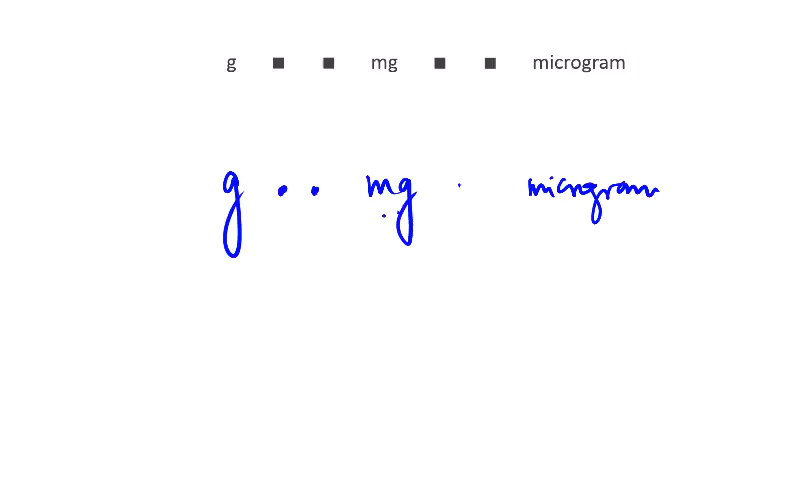 g ■ ■ mg ■ ■ microgram
g • • mg · microgram